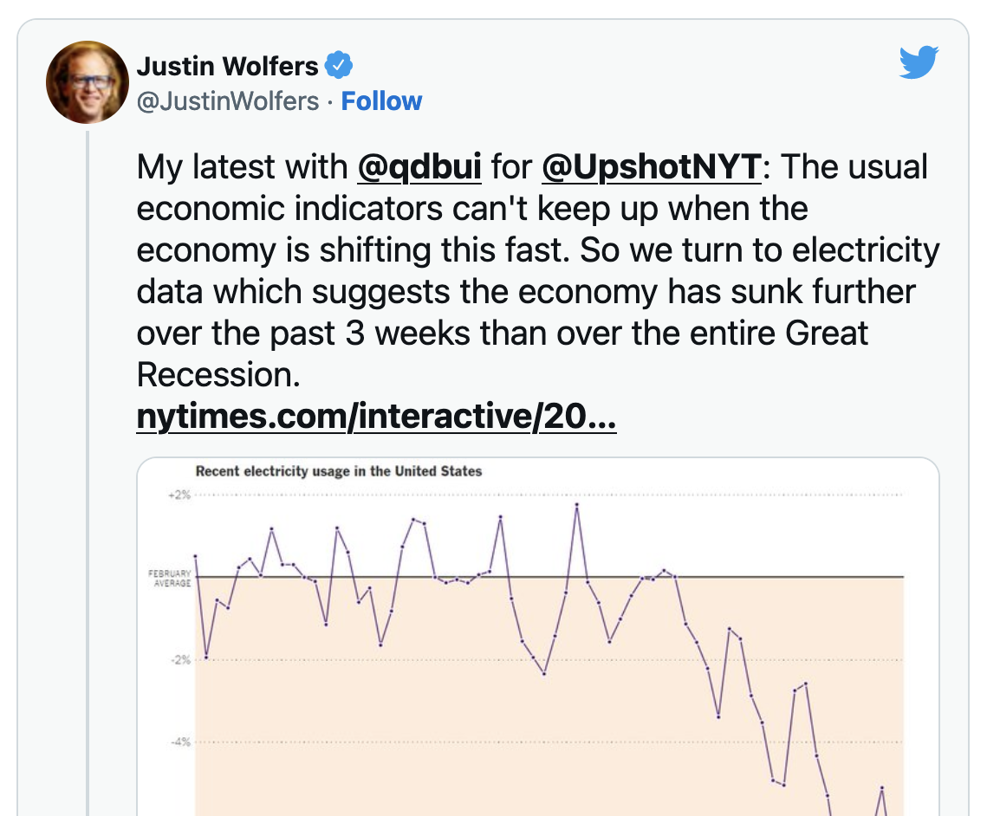 Justin Wolfers
@JustinWolfers · Follow
My latest with @qdbui for @UpshotNYT: The usual
economic indicators can't keep up when the
economy is shifting this fast. So we turn to electricity
data which suggests the economy has sunk further
over the past 3 weeks than over the entire Great
Recession.
nytimes.com/interactive/20...
Recent electricity usage in the United States
+2%
FEBRUARY
AVERAGE
-2%
-4%